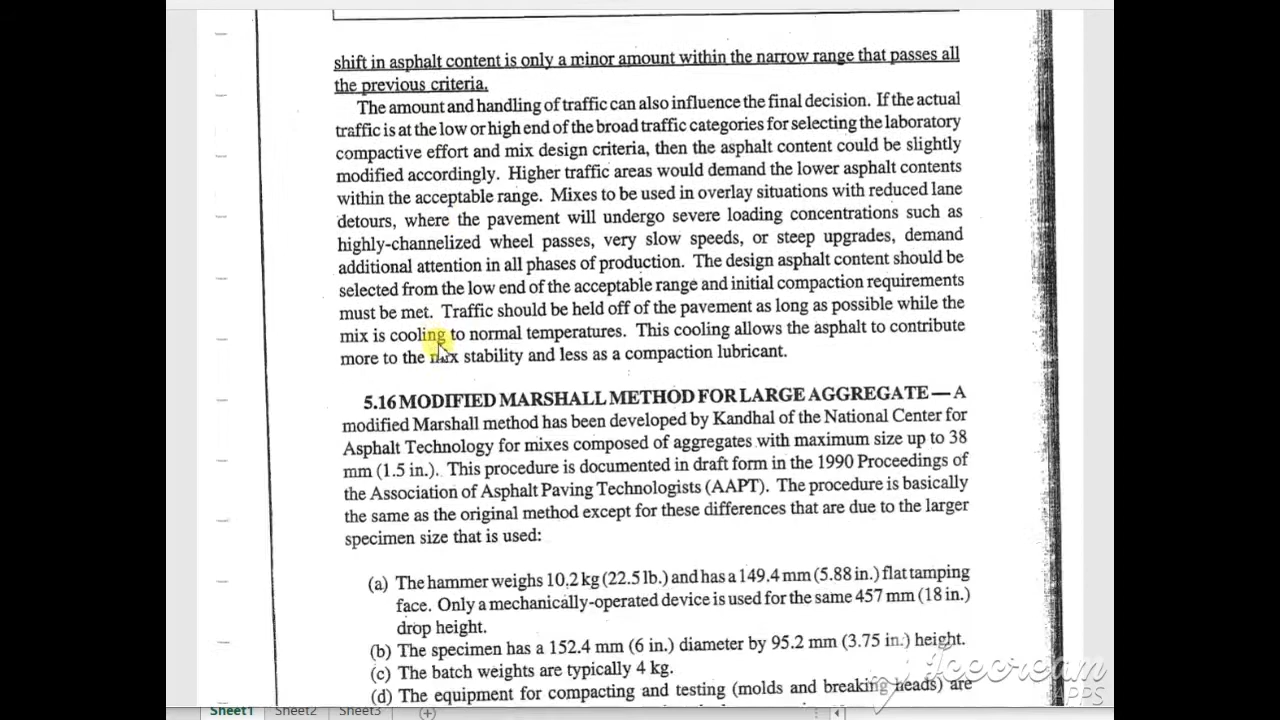 shift in asphalt content is only a minor amount within the narrow range that passes all
the previous criteria.
The amount and handling of traffic can also influence the final decision. If the actual
traffic is at the low or high end of the broad traffic categories for selecting the laboratory
compactive effort and mix design criteria, then the asphalt content could be slightly
modified accordingly. Higher traffic areas would demand the lower asphalt contents
within the acceptable range. Mixes to be used in overlay situations with reduced lane
detours, where the pavement will undergo severe loading concentrations such as
highly-channelized wheel passes, very slow speeds, or steep upgrades, demand
additional attention in all phases of production. The design asphalt content should be
selected from the low end of the acceptable range and initial compaction requirements
must be met. Traffic should be held off of the pavement as long as possible while the
mix is cooling to normal temperatures. This cooling allows the asphalt to contribute
more to the mix stability and less as a compaction lubricant.
5.16 MODIFIED MARSHALL METHOD FOR LARGE AGGREGATE — A
modified Marshall method has been developed by Kandhal of the National Center for
Asphalt Technology for mixes composed of aggregates with maximum size up to 38
mm (1.5 in.). This procedure is documented in draft form in the 1990 Proceedings of
the Association of Asphalt Paving Technologists (AAPT). The procedure is basically
the same as the original method except for these differences that are due to the larger
specimen size that is used:
(a) The hammer weighs 10.2 kg (22.5 lb.) and has a 149.4 mm (5.88 in.) flat tamping
face. Only a mechanically-operated device is used for the same 457 mm (18 in.)
drop height.
(b) The specimen has a 152.4 mm (6 in.) diameter by 95.2 mm (3.75 in.) height.
(c) The batch weights are typically 4 kg.
(d) The equipment for compacting and testing (molds and breaking heads) are
Icecream
APPS
Sheet1 Sheet2 Sheet3